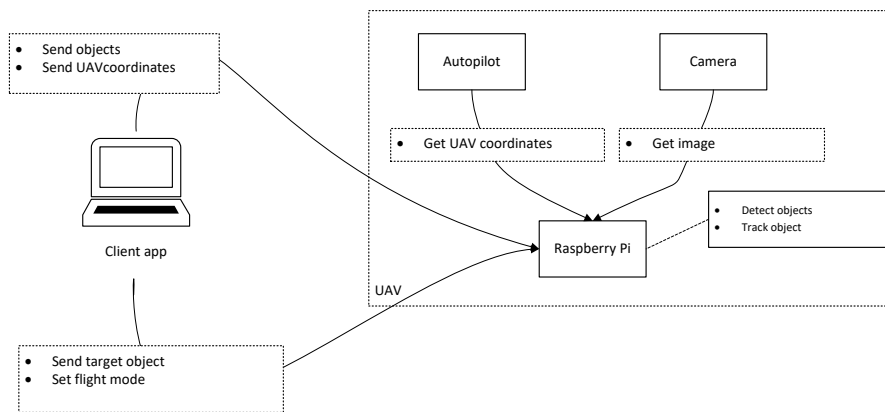 • Send objects
• Send UAVcoordinates
Autopilot
Camera
• Get UAV coordinates
• Get image
• Detect objects
• Track object
Raspberry Pi
Client app
UAV
• Send target object
• Set flight mode